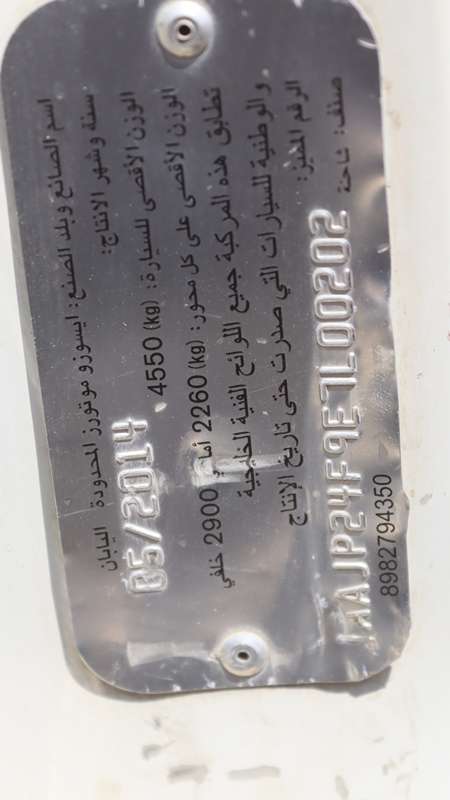 اسم الصانع وبلد الصنع: ايسوزو موتورز المحدودة اليابان
سنة وشهر الانتاج: 05/2014
الوزن الأقصى للسيارة: 4550 (kg)
الوزن الأقصى على كل محور: 2260 (kg) 2900 خلفي
تطابق هذه المركبة جميع اللوائح الفنية الخليجية
والوطنية للسيارات التي صدرت حتى تاريخ الإنتاج
الرقم المميز: JAAJP24F9E7L00202
صنف: شاحنة 8982794350